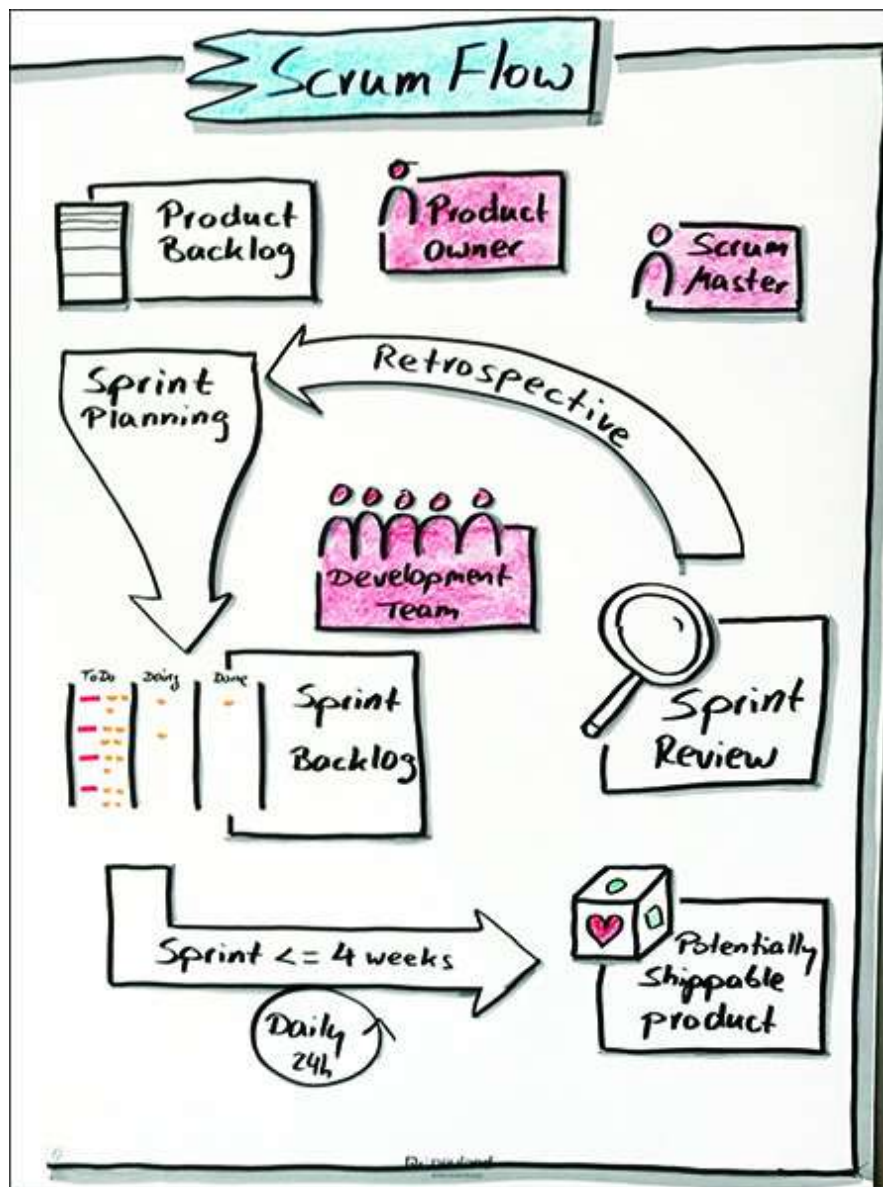 Scrum Flow
Product
Backlog
Product
Owner
Scrum
Master
Sprint
Planning
Retrospective
Development
Team
ToDo
Doing
Done
Sprint
Backlog
Sprint
Review
Sprint <= 4 weeks
Daily
24h
Potentially
Shippable
product